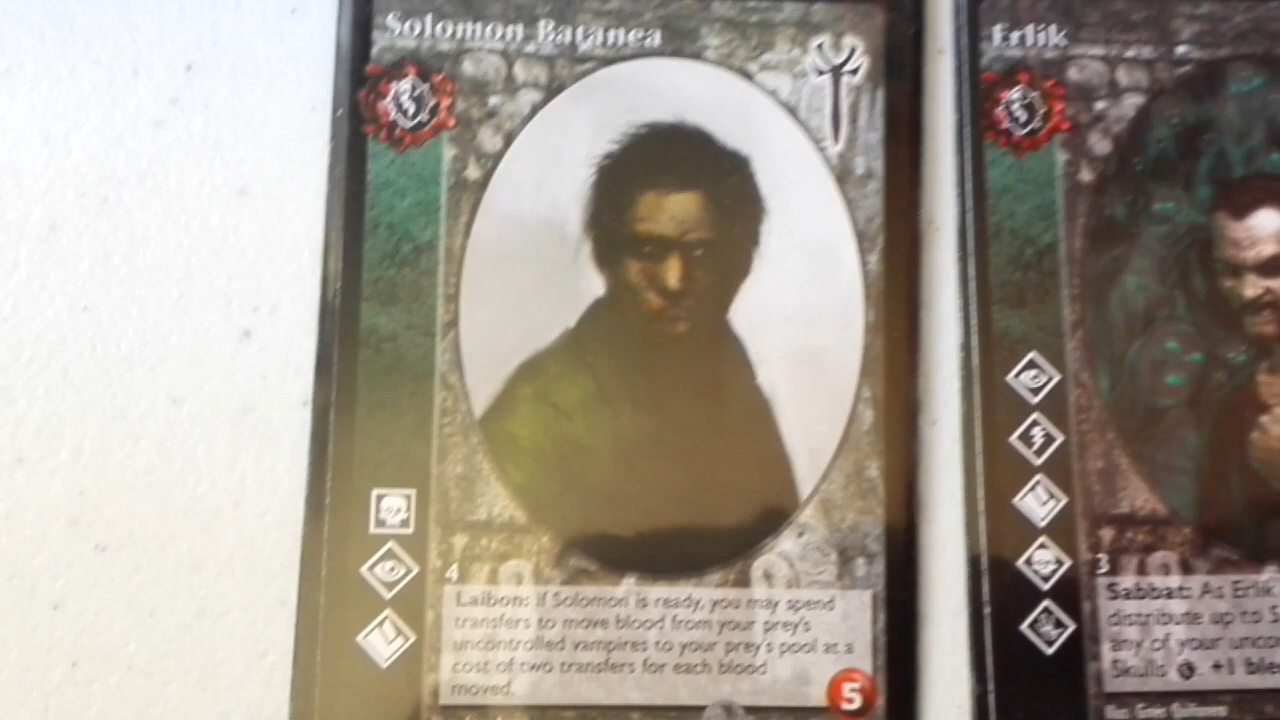 Solomon Batanea
4
Laibon: If Solomon is ready, you may spend
transfers to move blood from your prey's
uncontrolled vampires to your prey's pool at a
cost of two transfers for each blood
moved.
5
Erlik
3
Sabbat: As Erlik
distribute up to
any of your
Skulls +1